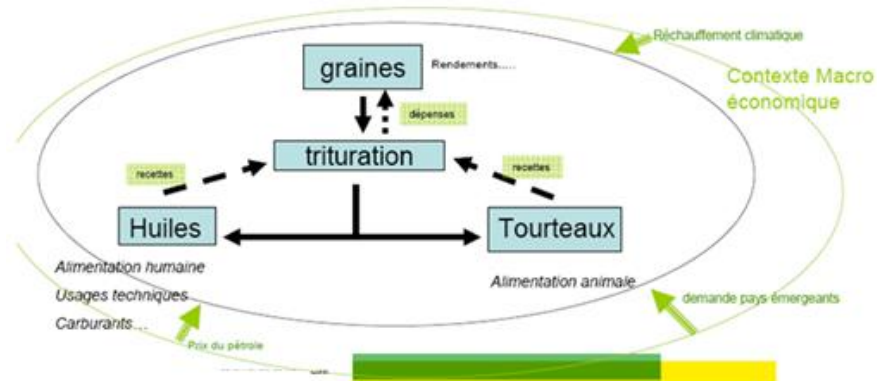 Réchauffement climatique
graines
Rendements.....
Contexte Macro
économique
dépenses
trituration
recettes
recettes
Huiles
Tourteaux
Alimentation humaine
Alimentation animale
Usages techniques
demande pays émergeants
Carburants...
Prix du pétrole